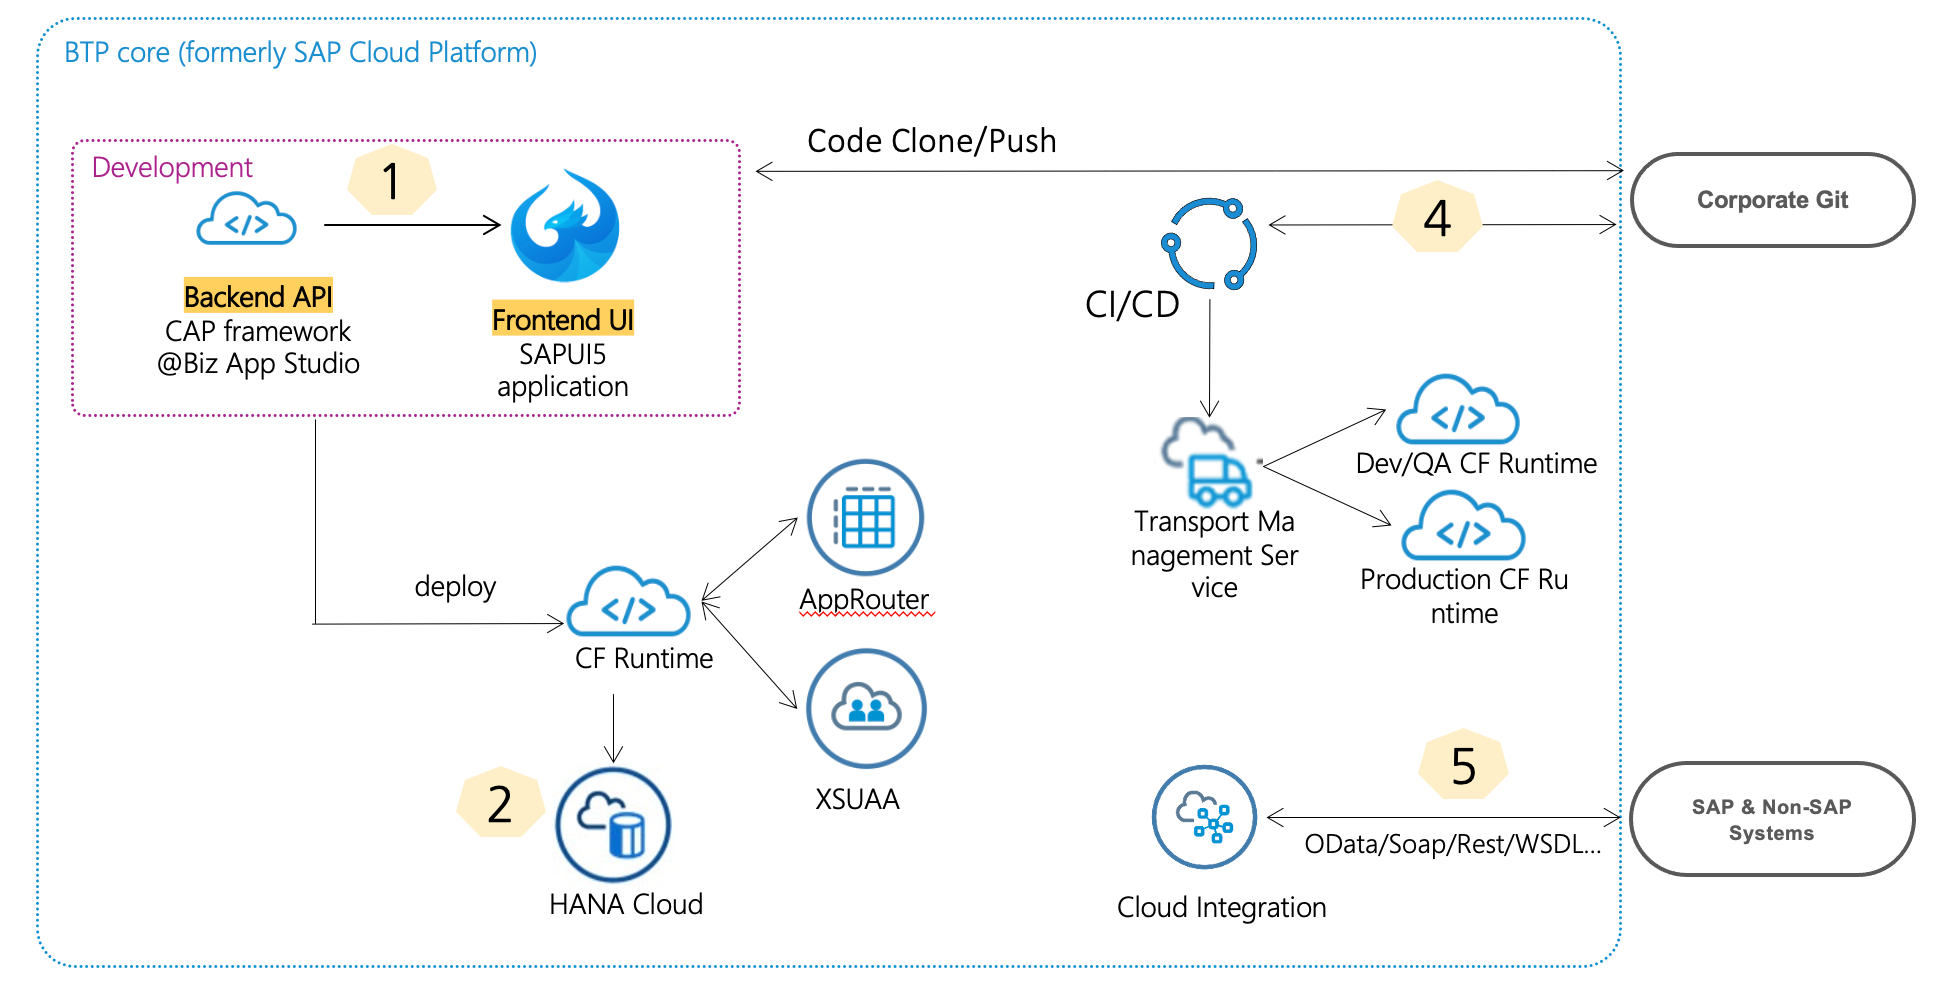 BTP core (formerly SAP Cloud Platform)
Development
1
</>
Backend API
CAP framework
@Biz App Studio
Frontend UI
SAPUI5
application
Code Clone/Push
Corporate Git
4
CI/CD
Transport Ma
nagement Ser
vice
</>
Dev/QA CF Runtime
</>
Production CF Ru
ntime
deploy
</>
CF Runtime
AppRouter
XSUAA
2
HANA Cloud
Cloud Integration
5
OData/Soap/Rest/WSDL...
SAP & Non-SAP
Systems